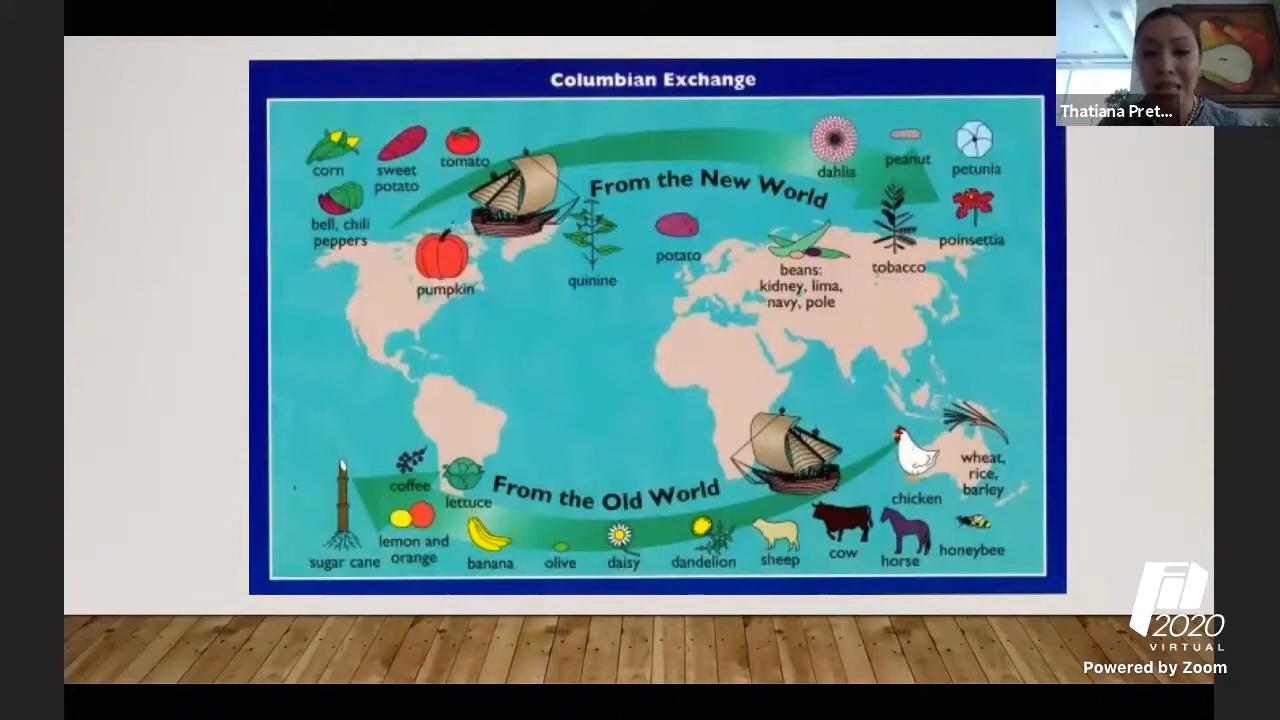 Columbian Exchange
Thatiana Pret...
corn
sweet
potato
tomato
bell, chili
peppers
pumpkin
From the New World
quinine
potato
dahlia
peanut
petunia
beans:
kidney, lima,
navy, pole
tobacco
poinsettia
From the Old World
sugar cane
coffee
lettuce
lemon and
orange
banana
olive
daisy
dandelion
sheep
cow
horse
chicken
wheat,
rice,
barley
honeybee
FIL
2020
VIRTUAL
Powered by Zoom